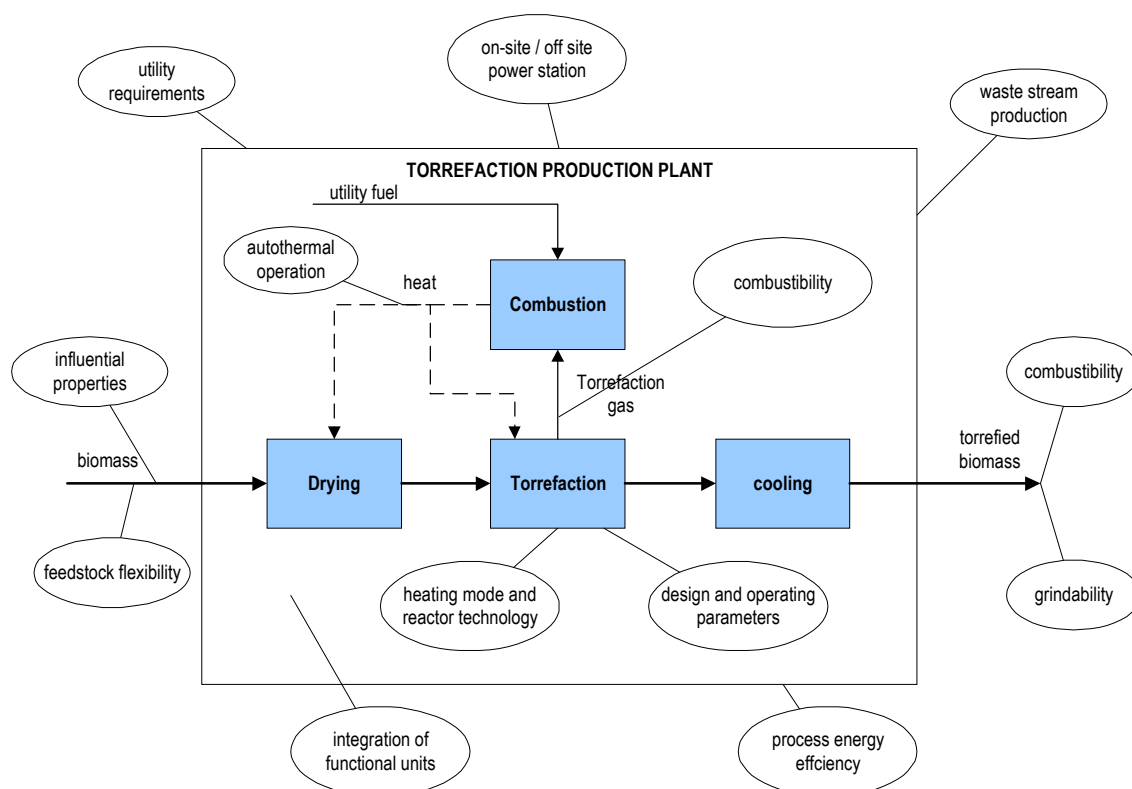 on-site / off site
power station
utility
requirements
waste stream
production
TORREFACTION PRODUCTION PLANT
utility fuel
autothermal
operation
heat
Combustion
combustibility
influential
properties
Torrefaction
gas
combustibility
biomass
torrefied
biomass
Drying
Torrefaction
cooling
feedstock flexibility
heating mode and
reactor technology
design and operating
parameters
grindability
integration of
functional units
process energy
effciency